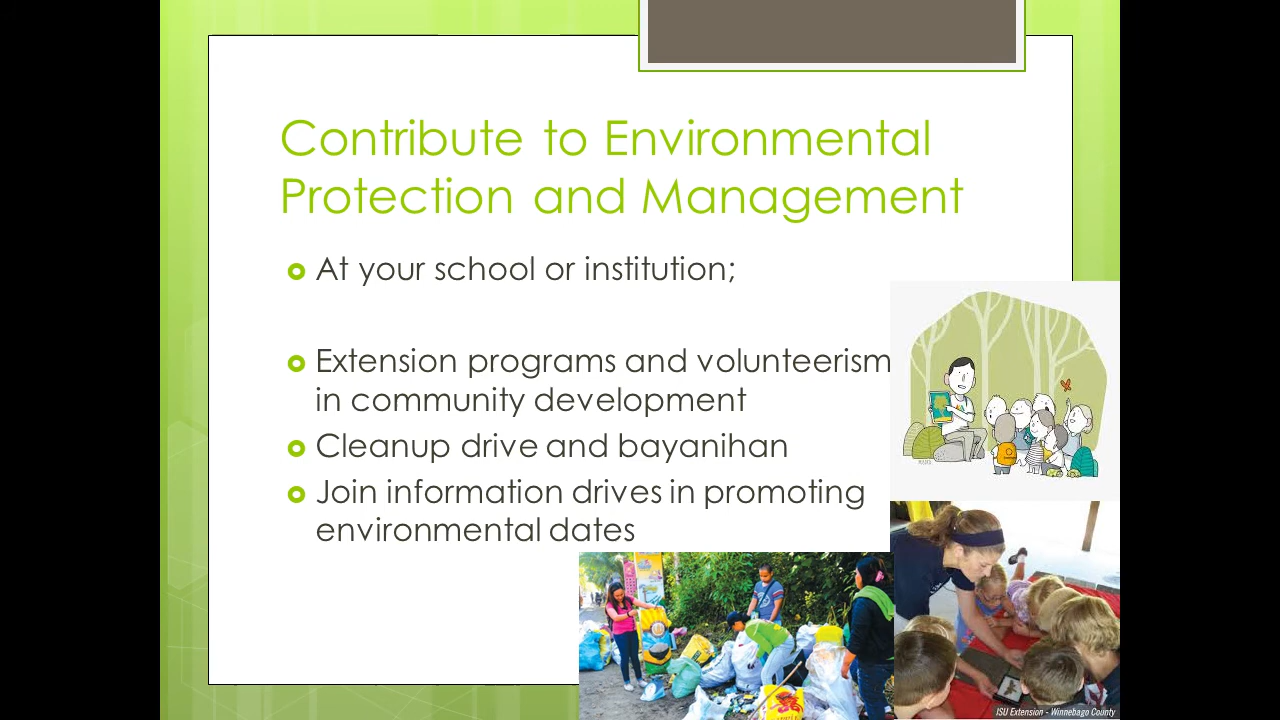 Contribute to Environmental
Protection and Management
At your school or institution;
Extension programs and volunteerism
in community development
Cleanup drive and bayanihan
Join information drives in promoting
environmental dates
ISU Extension - Winnebago County